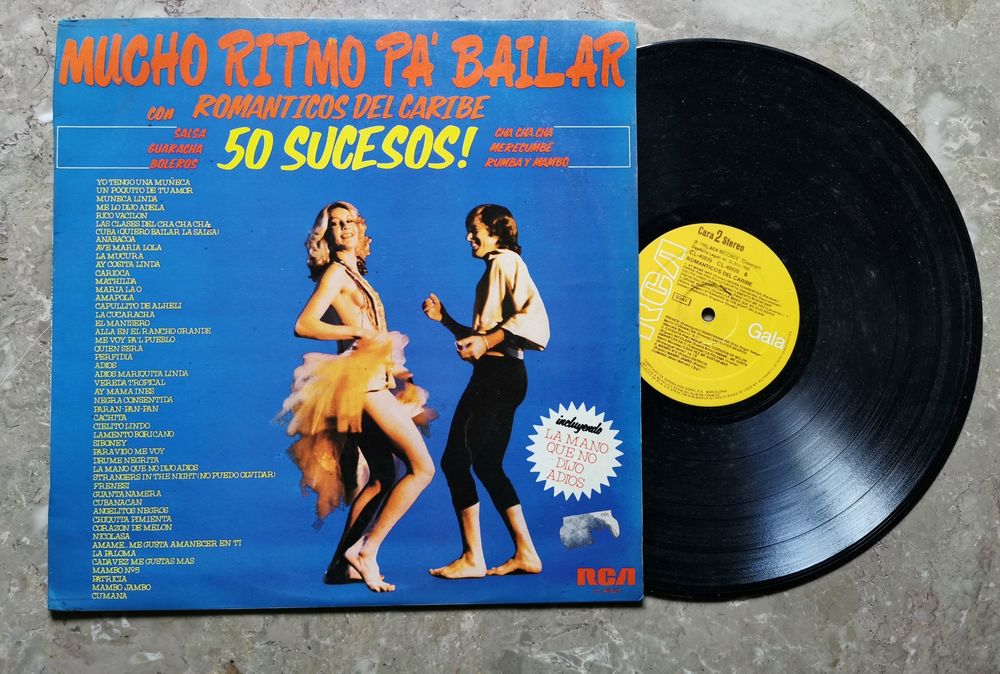 MUCHO RITMO PA' BAILAR
con ROMANTICOS DEL CARIBE
SALSA
GUARACHA
BOLEROS
50 SUCESOS!
CHA CHA CHA
MERECUMBÉ
RUMBA Y MAMBO
YO TENGO UNA MUÑECA
UN POQUITO DE TU AMOR
MUNECA LINDA
ME LO DIJO ADELA
RICO VACILON
LAS CLASES DEL CHA CHA CHA
CUBA (QUIERO BAILAR LA SALSA)
ANABACOA
AVE MARIA LOLA
LA MUCURA
AY COSITA LINDA
CARIOCA
MATHILDA
MARIA LA O
AMAPOLA
CAPULLITO DE ALHELI
LA CUCARACHA
EL MANISERO
ALLA EN EL RANCHO GRANDE
ME VOY PA'L PUEBLO
QUIEN SERA
PERFIDIA
ADIOS
ADIOS MARIQUITA LINDA
VEREDA TROPICAL
AY MAMA INES
NEGRA CONSENTIDA
PARAN-PAN-PAN
CACHITA
CIELITO LINDO
LAMENTO BORICANO
SIBONEY
PARA VIGO ME VOY
DRUME NEGRITA
LA MANO QUE NO DIJO ADIOS
STRANGERS IN THE NIGHT (NO PUEDO OLVIDAR)
FRENESI
GUANTANAMERA
CUBANACAN
ANGELITOS NEGROS
CHIQUITA PIMIENTA
CORAZON DE MELON
NICOLASA
AMAME.. ME GUSTA AMANECER EN TI
LA PALOMA
CADA VEZ ME GUSTAS MAS
MAMBO Nº5
PATRICIA
MAMBO JAMBO
CUMANA
incluyendo
LA MANO
QUE NO
DIJO
ADIOS
RCA
Cara 2 Stereo
ROMANTICOS DEL CARIBE
RCA
Gala